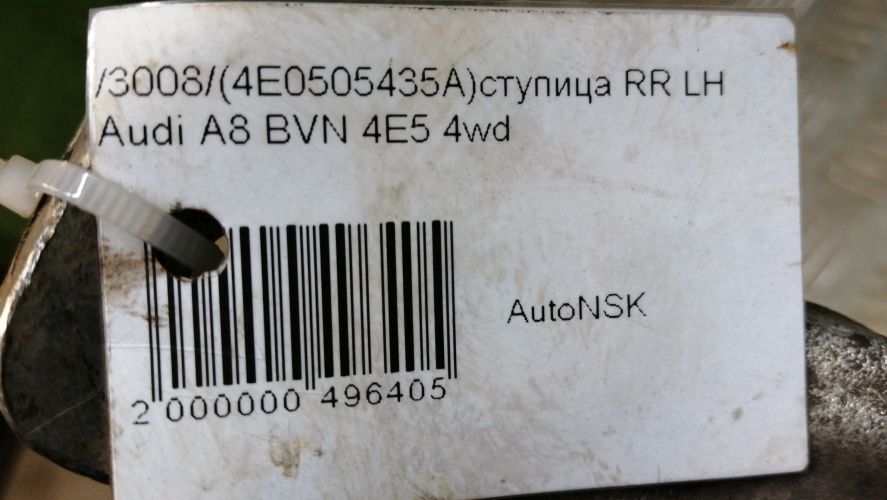 /3008/(4E0505435A)ступица RR LH
Audi A8 BVN 4E5 4wd
AutoNSK
2 000000 496405